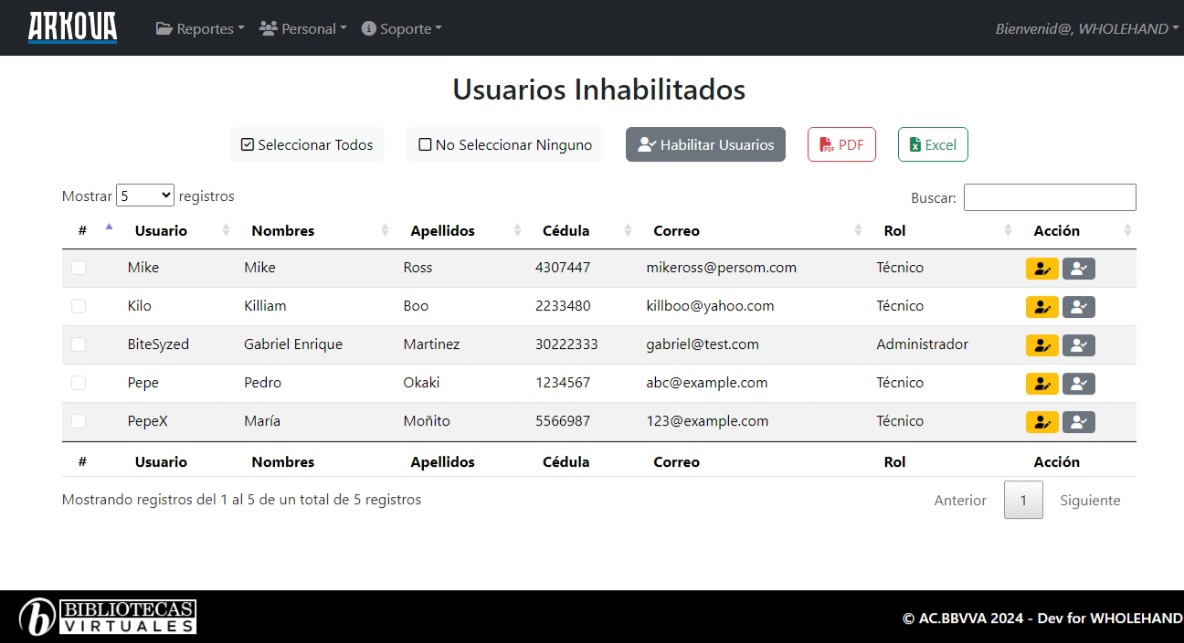 ARKOVA Reportes Personal Soporte Bienvenid@, WHOLEHAND
Usuarios Inhabilitados
Seleccionar Todos No Seleccionar Ninguno Habilitar Usuarios PDF Excel
Mostrar 5 registros Buscar:
# Usuario Nombres Apellidos Cédula Correo Rol Acción
Mike Mike Ross 4307447 mikeross@persom.com Técnico
Kilo Killiam Boo 2233480 killboo@yahoo.com Técnico
BiteSyzed Gabriel Enrique Martinez 30222333 gabriel@test.com Administrador
Pepe Pedro Okaki 1234567 abc@example.com Técnico
PepeX María Moñito 5566987 123@example.com Técnico
# Usuario Nombres Apellidos Cédula Correo Rol Acción
Mostrando registros del 1 al 5 de un total de 5 registros Anterior 1 Siguiente
b BIBLIOTECAS
VIRTUALES
© AC.BBVVA 2024 - Dev for WHOLEHAND